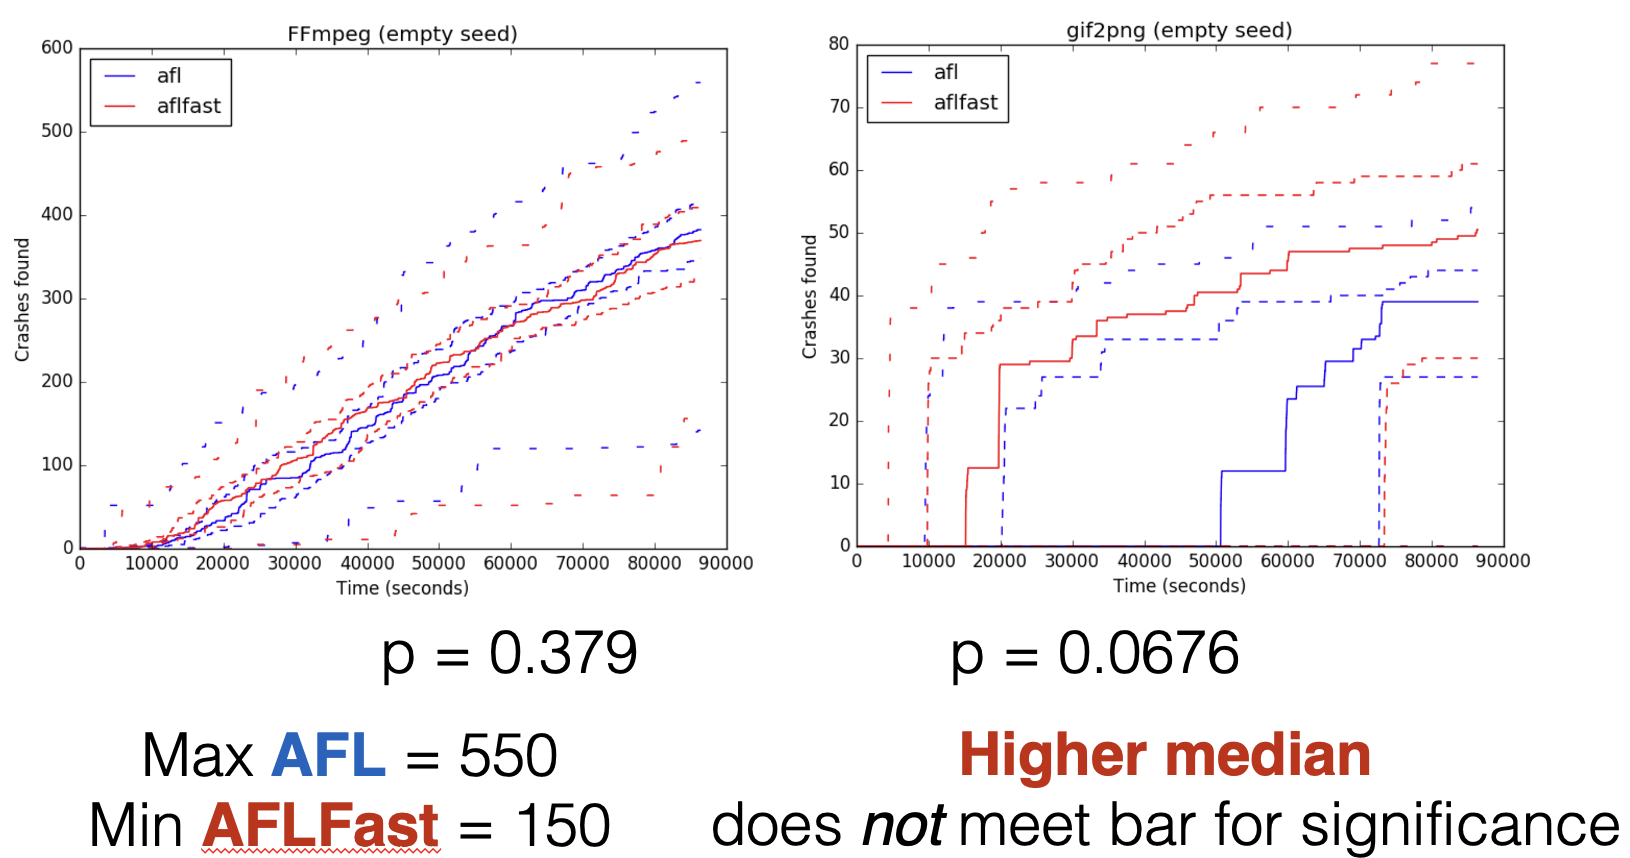 FFmpeg (empty seed)
600
500
400
300
200
100
0
Crashes found
afl
aflfast
0 10000 20000 30000 40000 50000 60000 70000 80000 90000
Time (seconds)
gif2png (empty seed)
80
70
60
50
40
30
20
10
0
Crashes found
afl
aflfast
0 10000 20000 30000 40000 50000 60000 70000 80000 90000
Time (seconds)
p = 0.379
p = 0.0676
Max AFL = 550
Min AFLFast = 150
Higher median
does not meet bar for significance